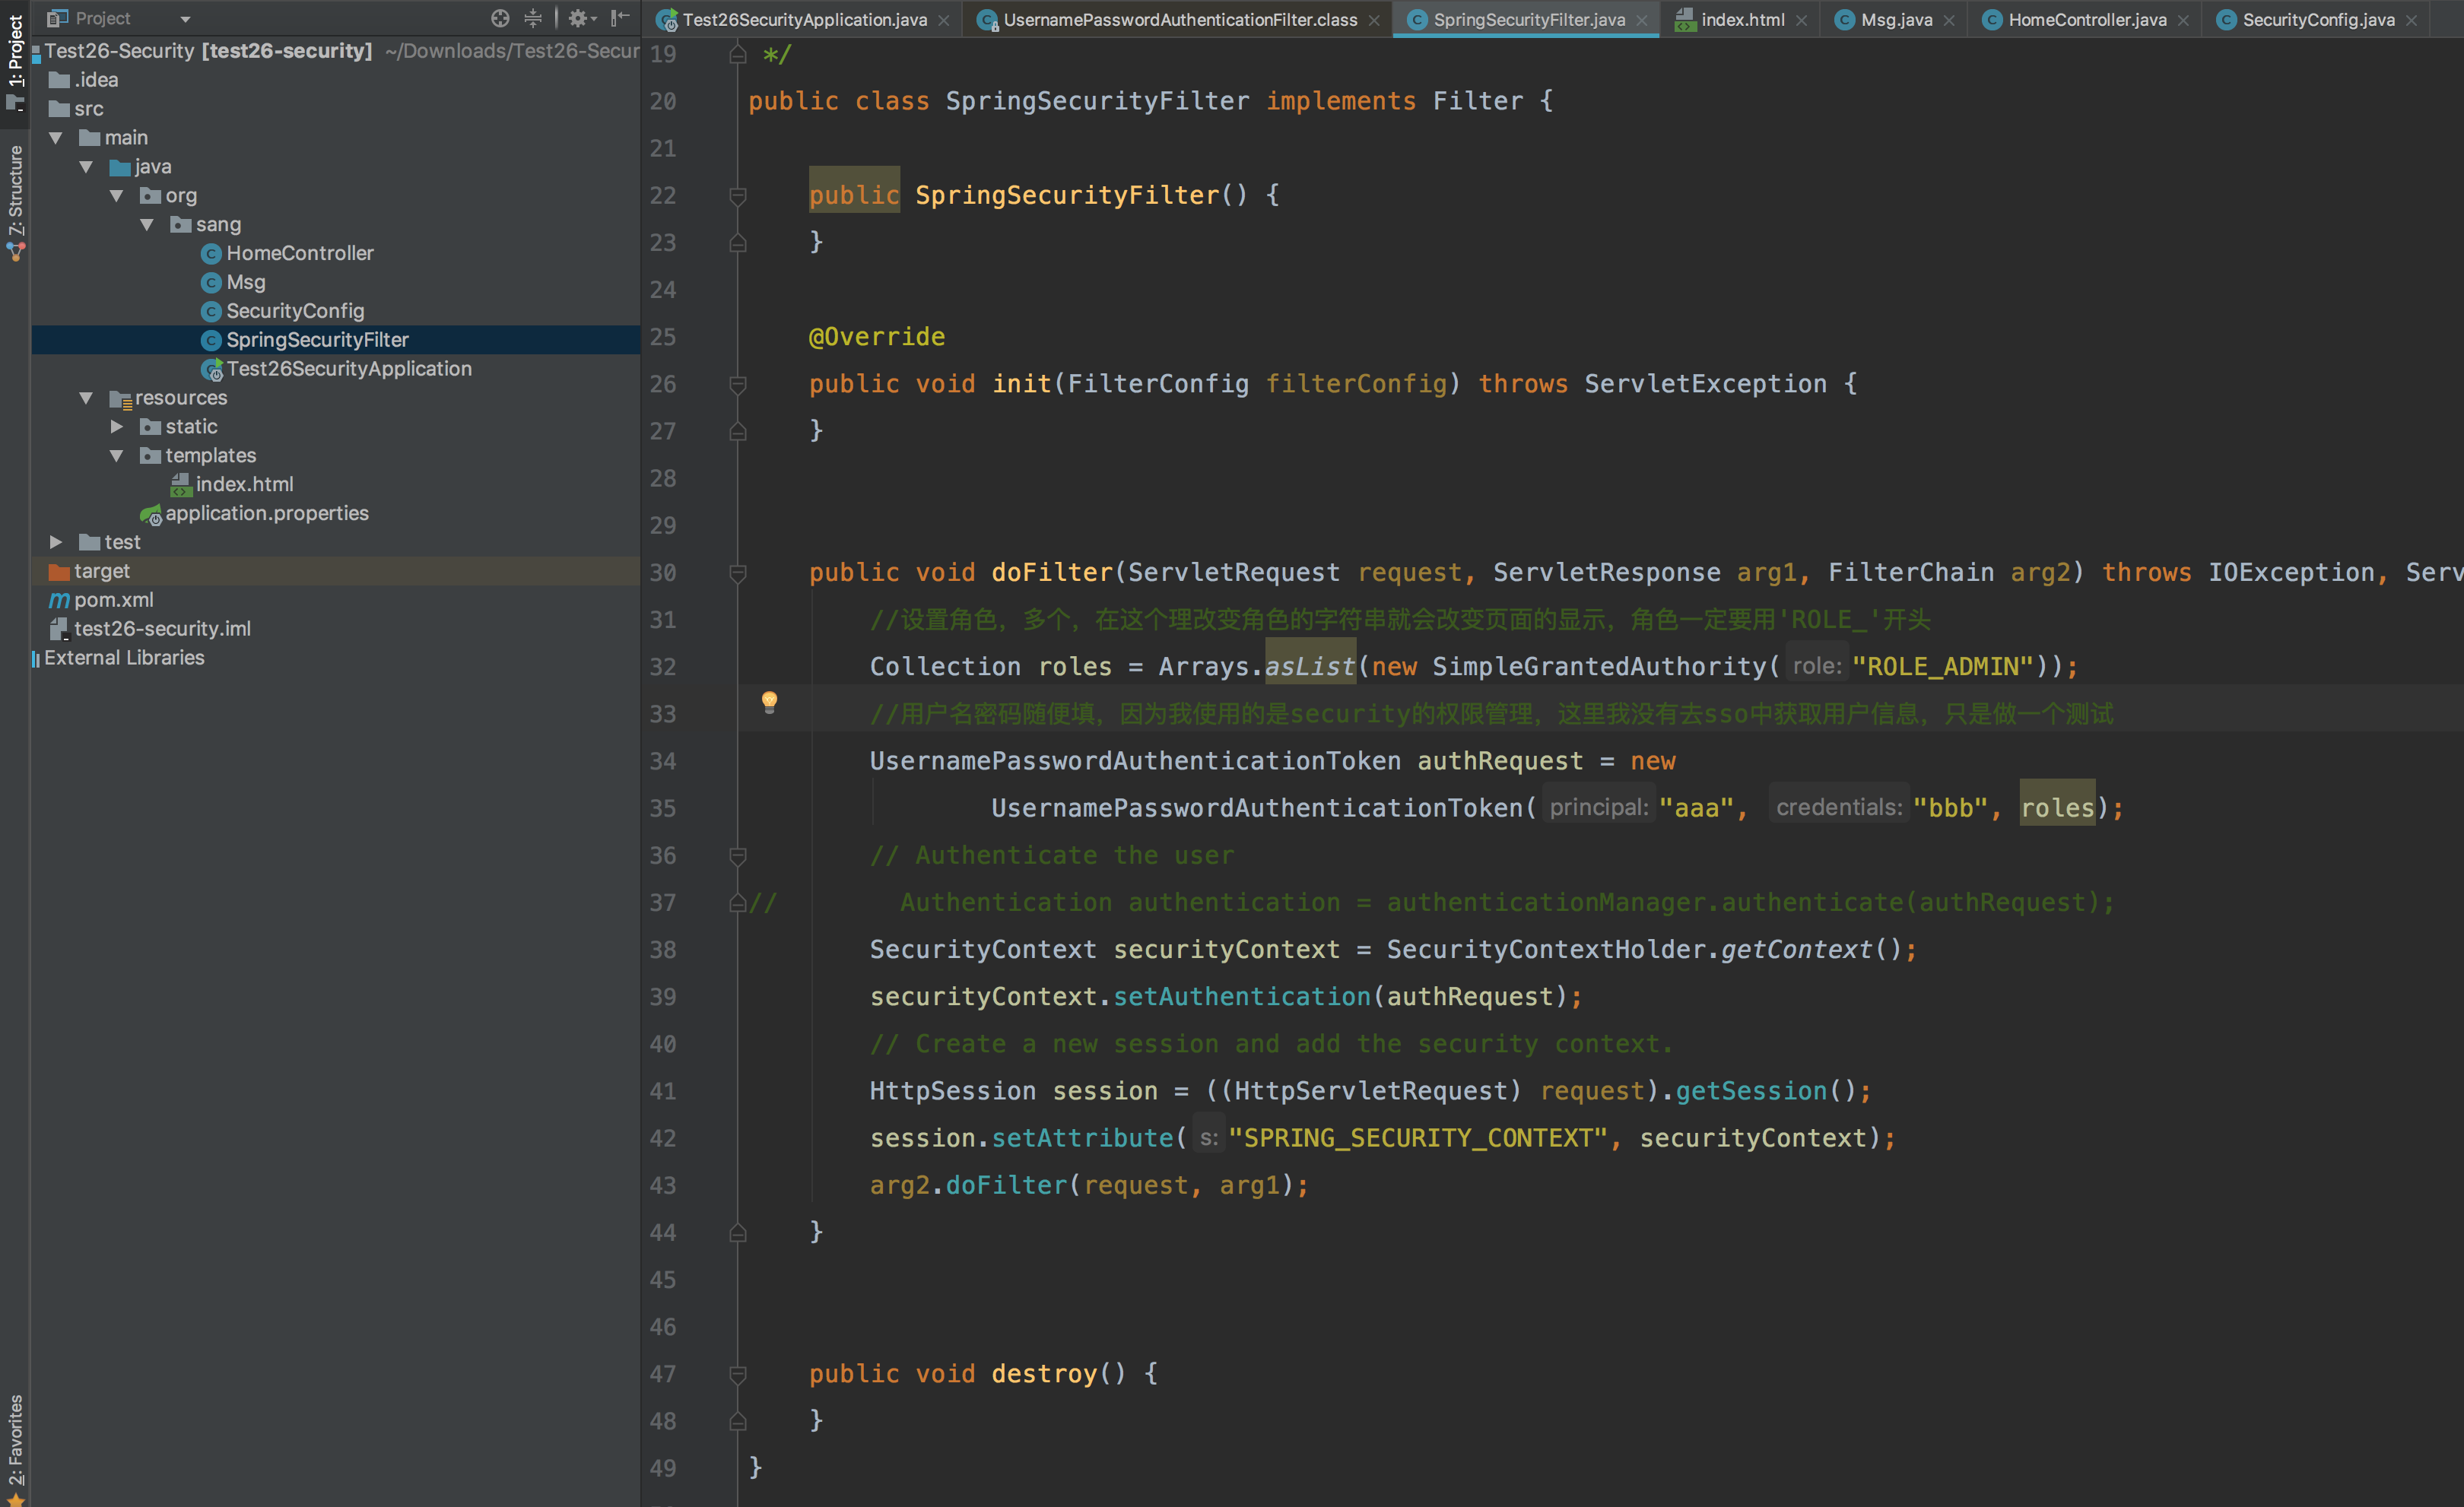 Project
Test26SecurityApplication.java
UsernamePasswordAuthenticationFilter.class
SpringSecurityFilter.java
index.html
Msg.java
HomeController.java
SecurityConfig.java
1: Project
7: Structure
2: Favorites
Test26-Security [test26-security] ~/Downloads/Test26-Secur
.idea
src
main
java
org
sang
HomeController
Msg
SecurityConfig
SpringSecurityFilter
Test26SecurityApplication
resources
static
templates
index.html
application.properties
test
target
pom.xml
test26-security.iml
External Libraries
19 */
20 public class SpringSecurityFilter implements Filter {
21
22 public SpringSecurityFilter() {
23 }
24
25 @Override
26 public void init(FilterConfig filterConfig) throws ServletException {
27 }
28
29
30 public void doFilter(ServletRequest request, ServletResponse arg1, FilterChain arg2) throws IOException, Serv
31 //设置角色，多个，在这个理改变角色的字符串就会改变页面的显示，角色一定要用'ROLE_'开头
32 Collection roles = Arrays.asList(new SimpleGrantedAuthority( role: "ROLE_ADMIN"));
33 //用户名密码随便填，因为我使用的是security的权限管理，这里我没有去sso中获取用户信息，只是做一个测试
34 UsernamePasswordAuthenticationToken authRequest = new
35 UsernamePasswordAuthenticationToken( principal: "aaa", credentials: "bbb", roles);
36 // Authenticate the user
37 // Authentication authentication = authenticationManager.authenticate(authRequest);
38 SecurityContext securityContext = SecurityContextHolder.getContext();
39 securityContext.setAuthentication(authRequest);
40 // Create a new session and add the security context.
41 HttpSession session = ((HttpServletRequest) request).getSession();
42 session.setAttribute( s: "SPRING_SECURITY_CONTEXT", securityContext);
43 arg2.doFilter(request, arg1);
44 }
45
46
47 public void destroy() {
48 }
49 }